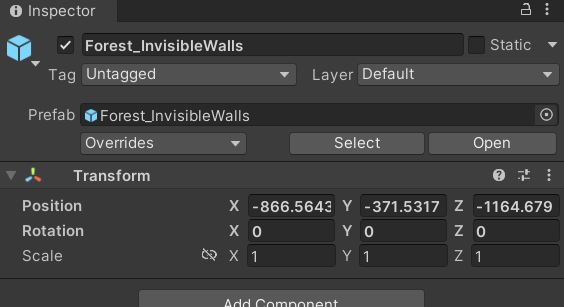 Inspector
Forest_InvisibleWalls Static
Tag Untagged Layer Default
Prefab Forest_InvisibleWalls
Overrides Select Open
Transform
Position X -866.5643 Y -371.5317 Z -1164.679
Rotation X 0 Y 0 Z 0
Scale X 1 Y 1 Z 1
Add Component